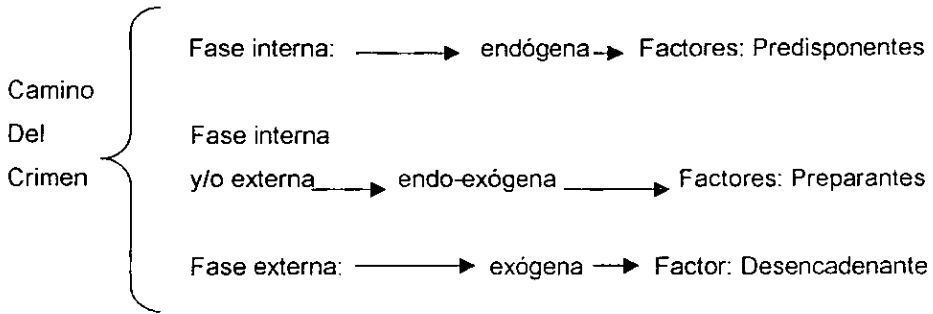 Camino
Del
Crimen
Fase interna: endógena Factores: Predisponentes
Fase interna
y/o externa endo-exógena Factores: Preparantes
Fase externa: exógena Factor: Desencadenante